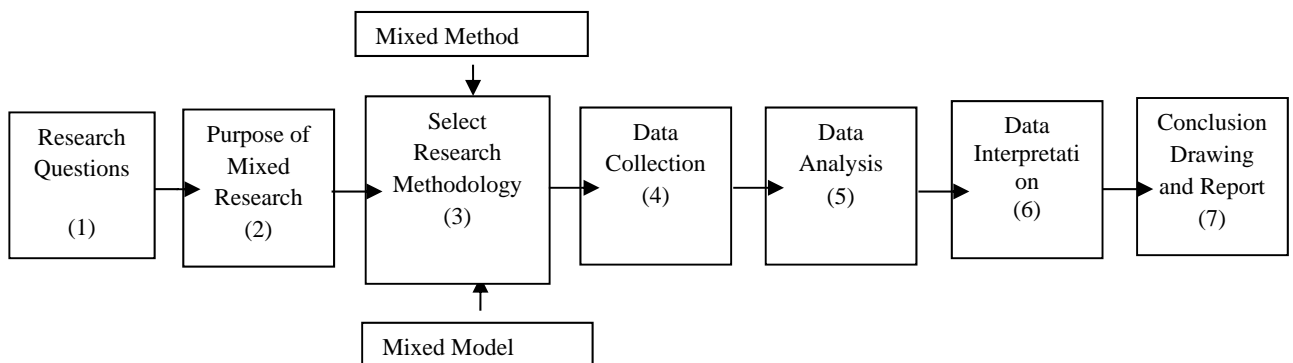 Mixed Method
Research
Questions
(1)
Purpose of
Mixed
Research
(2)
Select
Research
Methodology
(3)
Data
Collection
(4)
Data
Analysis
(5)
Data
Interpretati
on
(6)
Conclusion
Drawing
and Report
(7)
Mixed Model